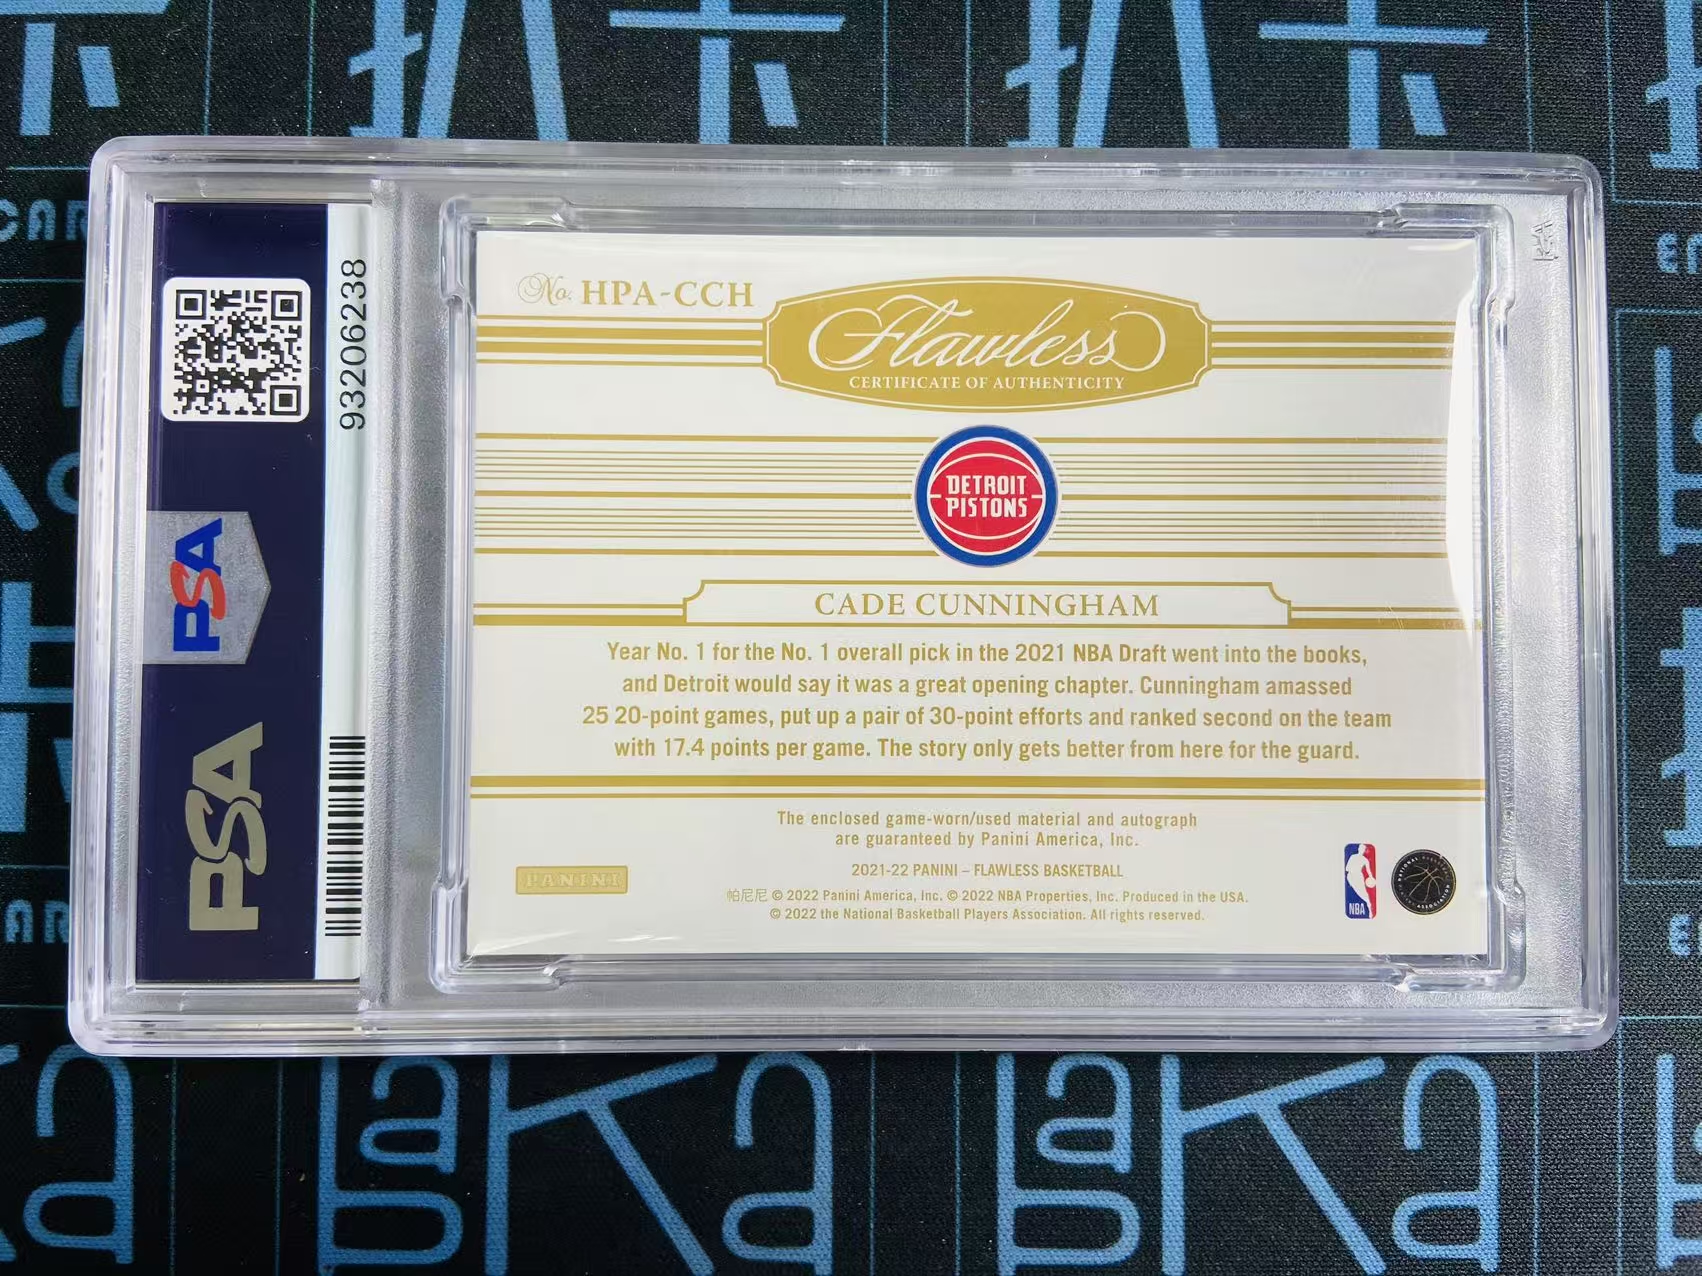 93206238
PSA
PSA
No. HPA-CCH
Flawless
CERTIFICATE OF AUTHENTICITY
DETROIT
PISTONS
CADE CUNNINGHAM
Year No. 1 for the No. 1 overall pick in the 2021 NBA Draft went into the books,
and Detroit would say it was a great opening chapter. Cunningham amassed
25 20-point games, put up a pair of 30-point efforts and ranked second on the team
with 17.4 points per game. The story only gets better from here for the guard.
The enclosed game-worn/used material and autograph
are guaranteed by Panini America, Inc.
2021-22 PANINI – FLAWLESS BASKETBALL
帕尼尼 © 2022 Panini America, Inc. © 2022 NBA Properties, Inc. Produced in the USA.
© 2022 the National Basketball Players Association. All rights reserved.
PANINI
NBA